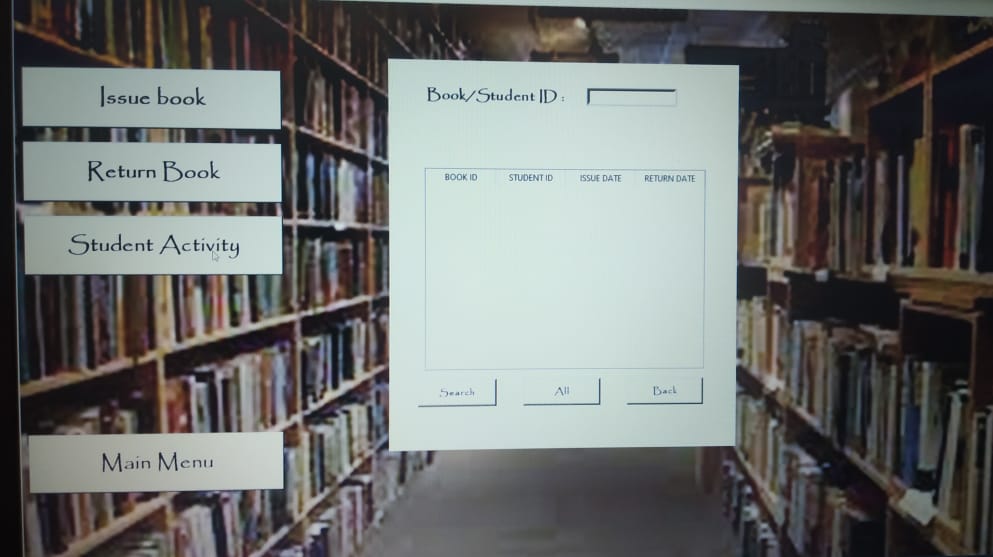 Issue book
Return Book
Student Activity
Main Menu
Book/Student ID :
BOOK ID STUDENT ID ISSUE DATE RETURN DATE
Search All Back